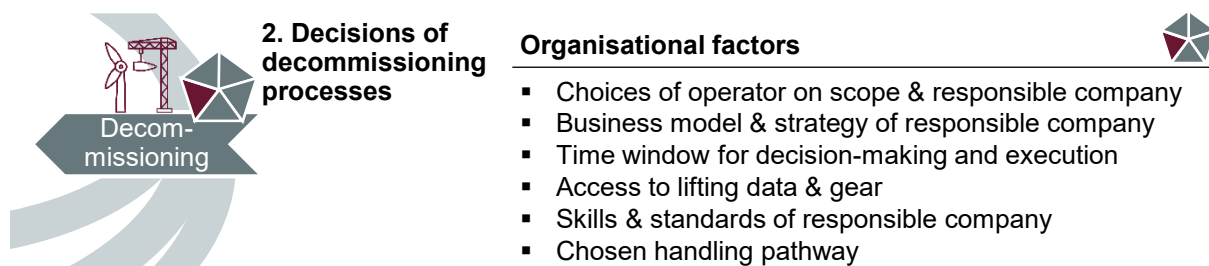 2. Decisions of
decommissioning
processes
Decom-
missioning
Organisational factors
▪ Choices of operator on scope & responsible company
▪ Business model & strategy of responsible company
▪ Time window for decision-making and execution
▪ Access to lifting data & gear
▪ Skills & standards of responsible company
▪ Chosen handling pathway